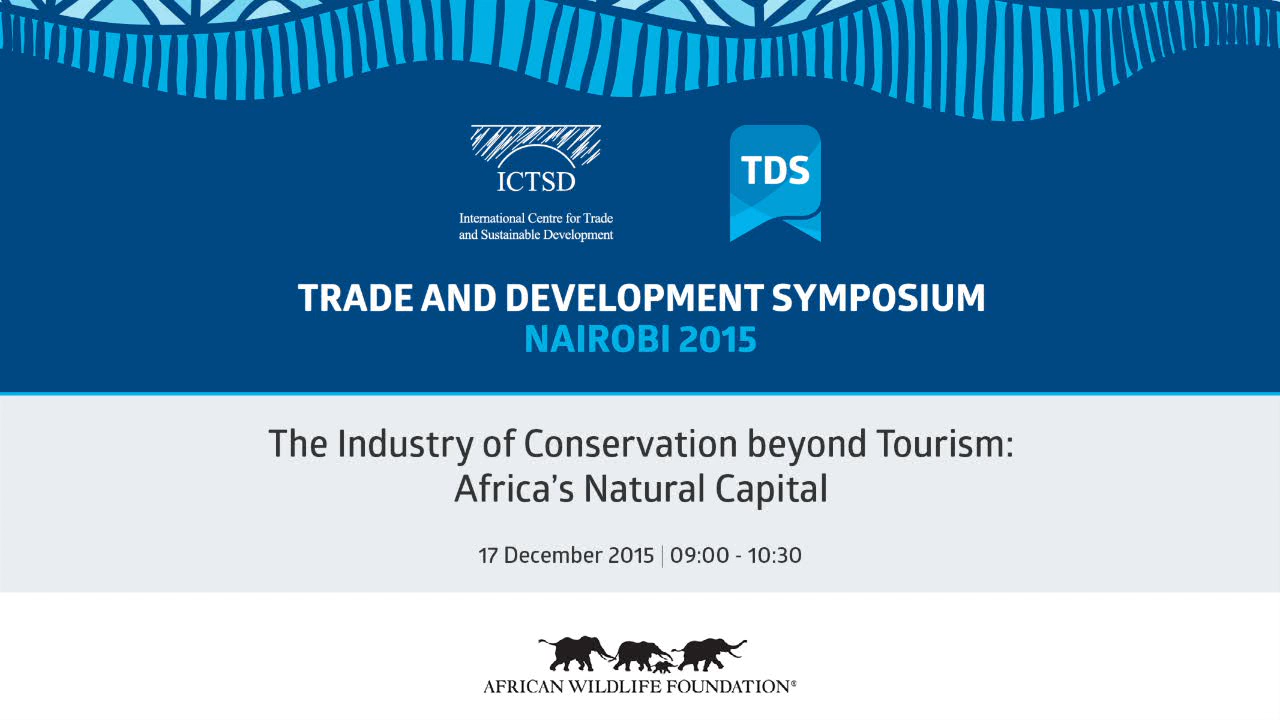 ICTSD
International Centre for Trade
and Sustainable Development
TDS
TRADE AND DEVELOPMENT SYMPOSIUM
NAIROBI 2015
The Industry of Conservation beyond Tourism:
Africa’s Natural Capital
17 December 2015 | 09:00 - 10:30
AFRICAN WILDLIFE FOUNDATION®